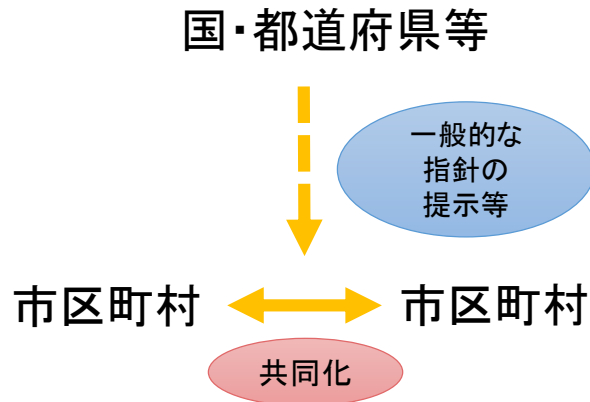 国・都道府県等
一般的な
指針の
提示等
市区町村
市区町村
共同化